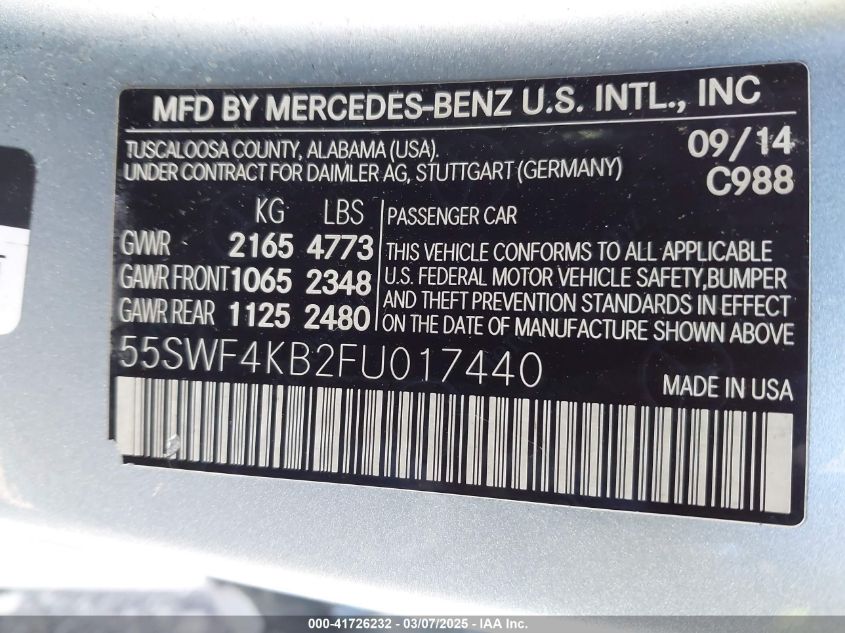 MFD BY MERCEDES-BENZ U.S. INTL., INC
TUSCALOOSA COUNTY, ALABAMA (USA). 09/14
UNDER CONTRACT FOR DAIMLER AG, STUTTGART (GERMANY) C988
KG LBS PASSENGER CAR
GVWR 2165 4773 THIS VEHICLE CONFORMS TO ALL APPLICABLE
GAWR FRONT 1065 2348 U.S. FEDERAL MOTOR VEHICLE SAFETY,BUMPER
AND THEFT PREVENTION STANDARDS IN EFFECT
GAWR REAR 1125 2480 ON THE DATE OF MANUFACTURE SHOWN ABOVE
55SWF4KB2FU017440 MADE IN USA
000-41726232 - 03/07/2025 - IAA Inc.